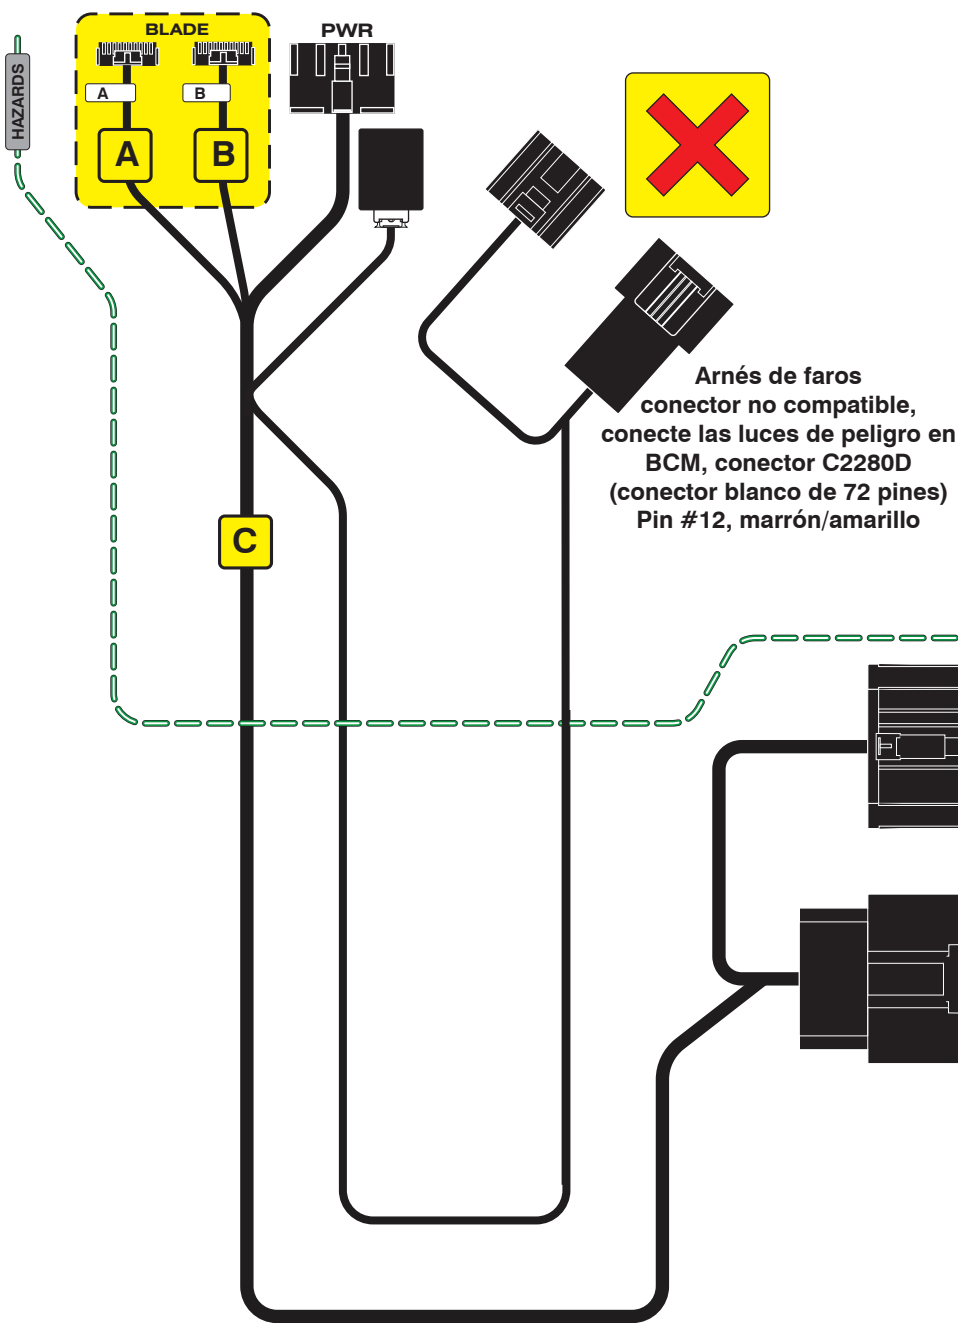 BLADE
PWR
HAZARDS
A
B
A
B
Arnés de faros
conector no compatible,
conecte las luces de peligro en
BCM, conector C2280D
(conector blanco de 72 pines)
Pin #12, marrón/amarillo
C